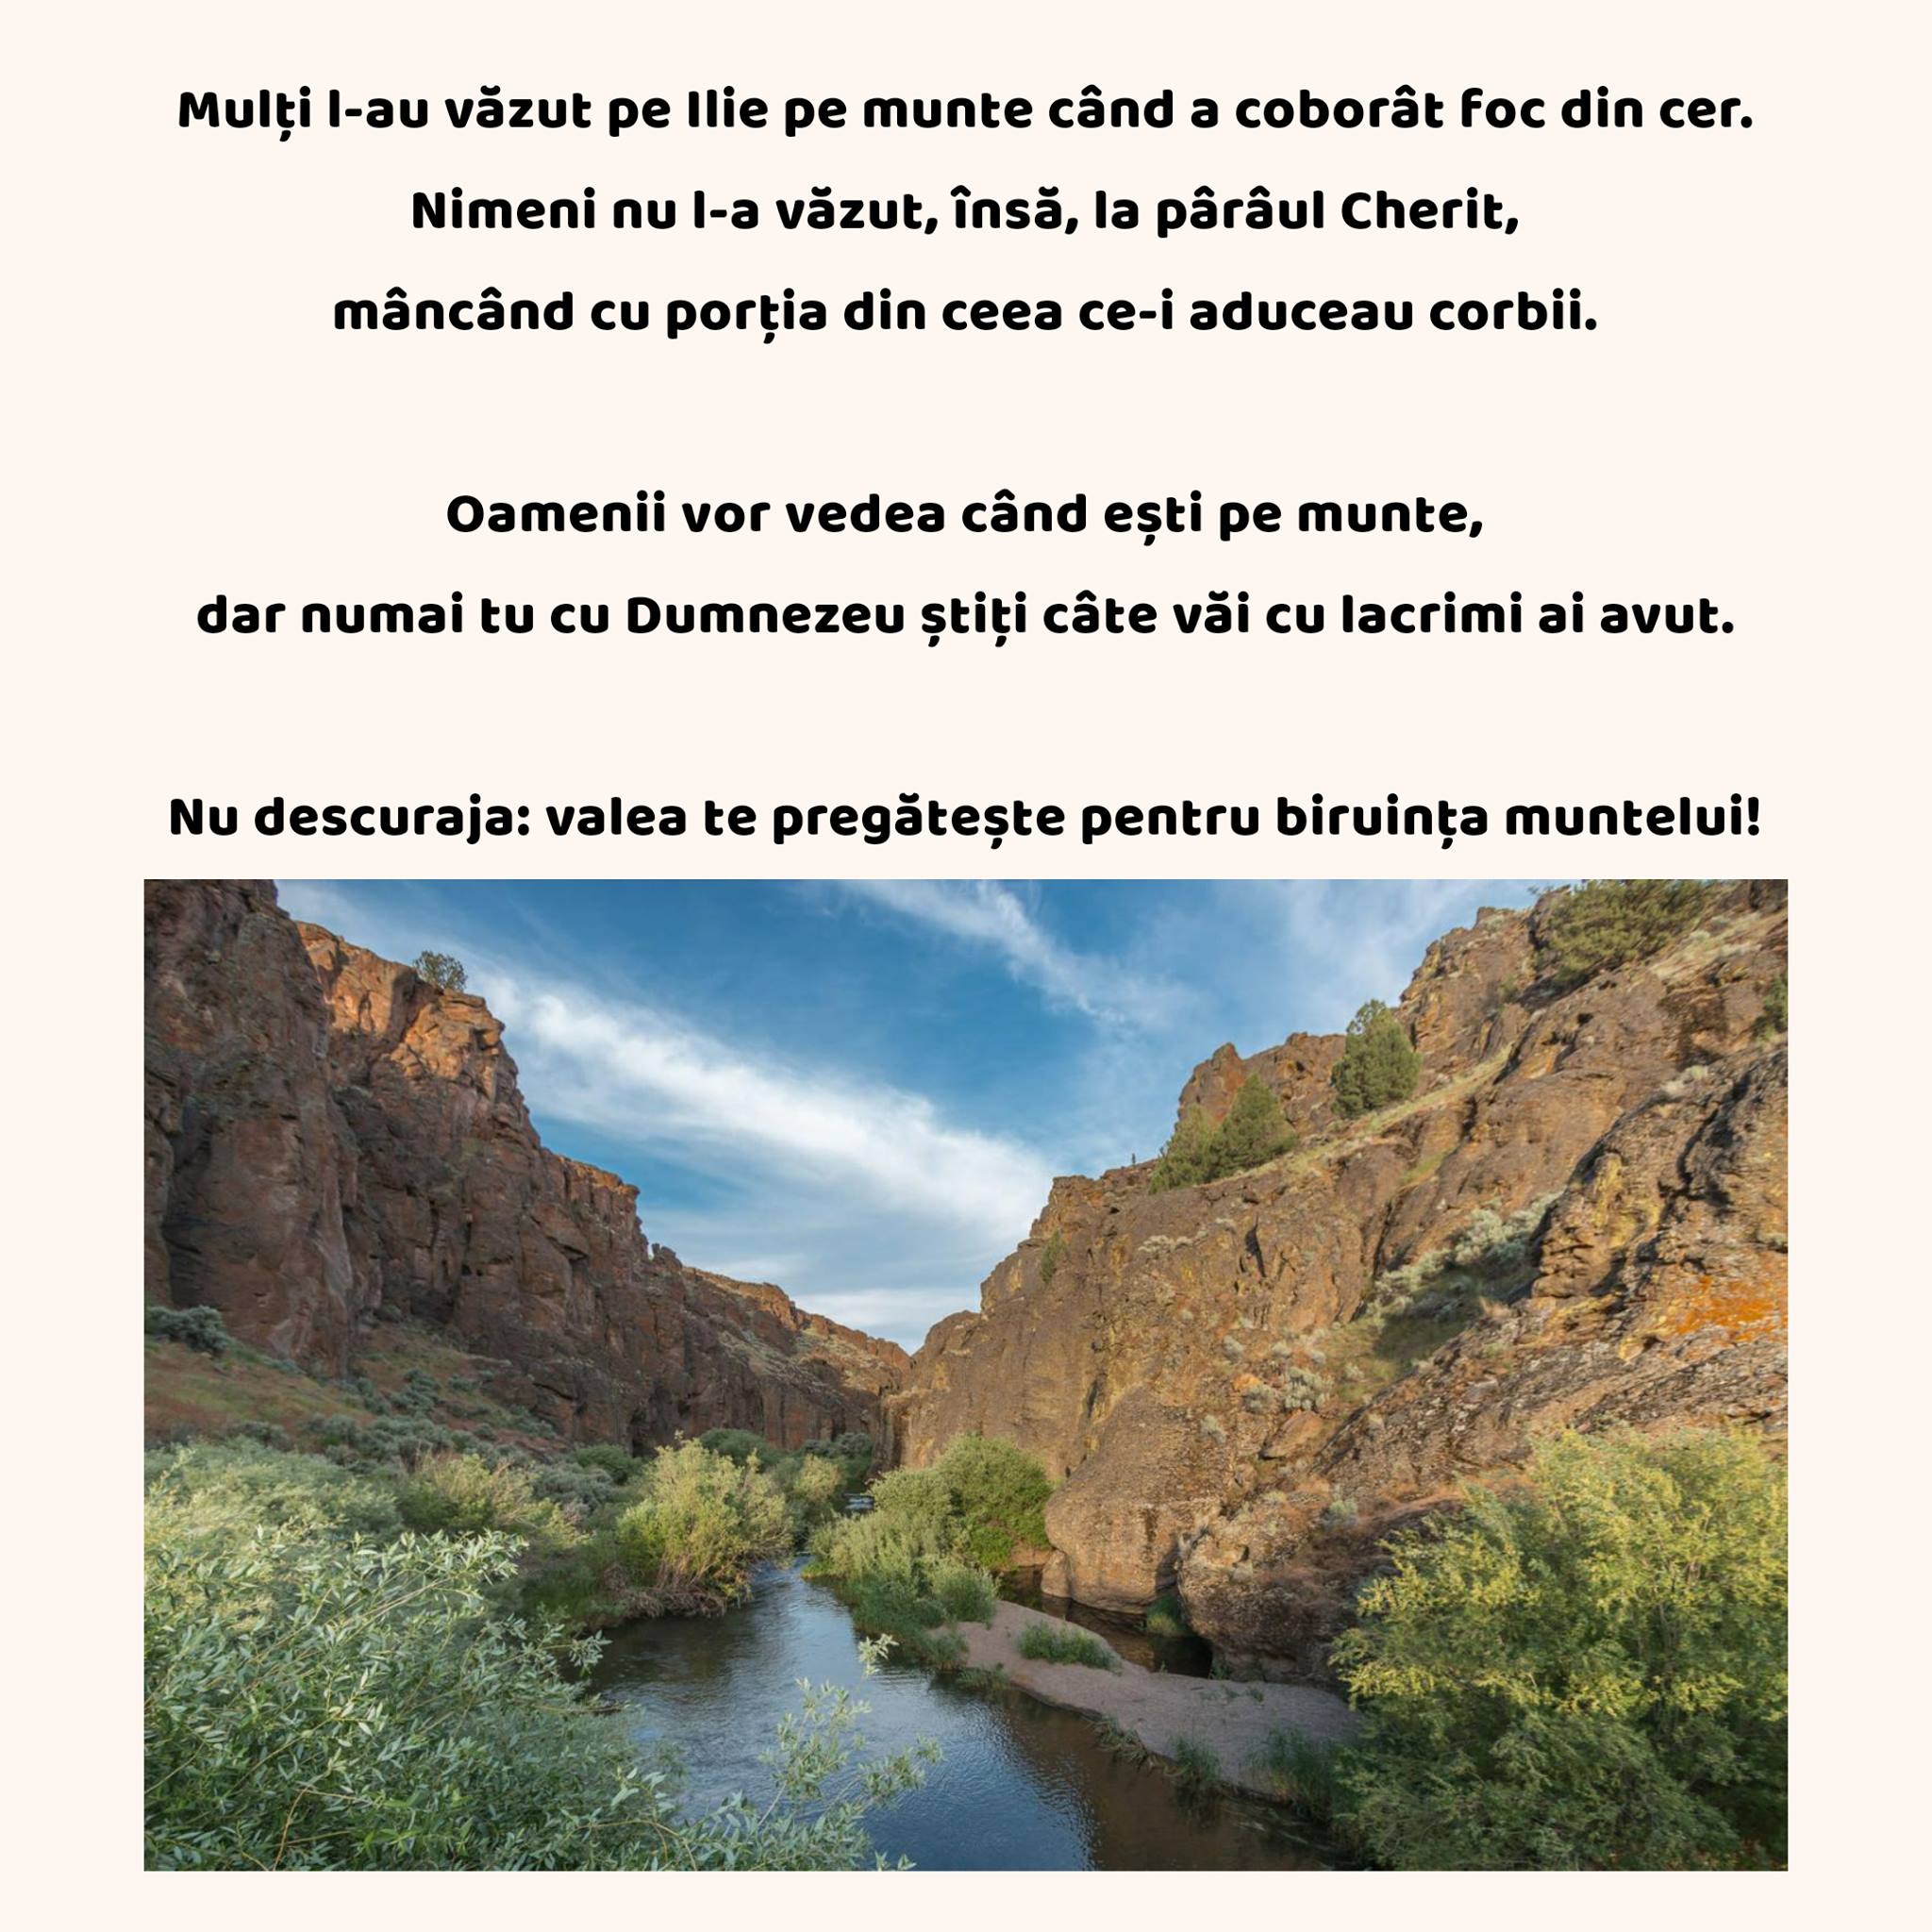 Mulți l-au văzut pe Ilie pe munte când a coborât foc din cer.
Nimeni nu l-a văzut, însă, la pârâul Cherit,
mâncând cu porția din ceea ce-i aduceau corbii.
Oamenii vor vedea când ești pe munte,
dar numai tu cu Dumnezeu știți câte văi cu lacrimi ai avut.
Nu descuraja: valea te pregătește pentru biruința muntelui!